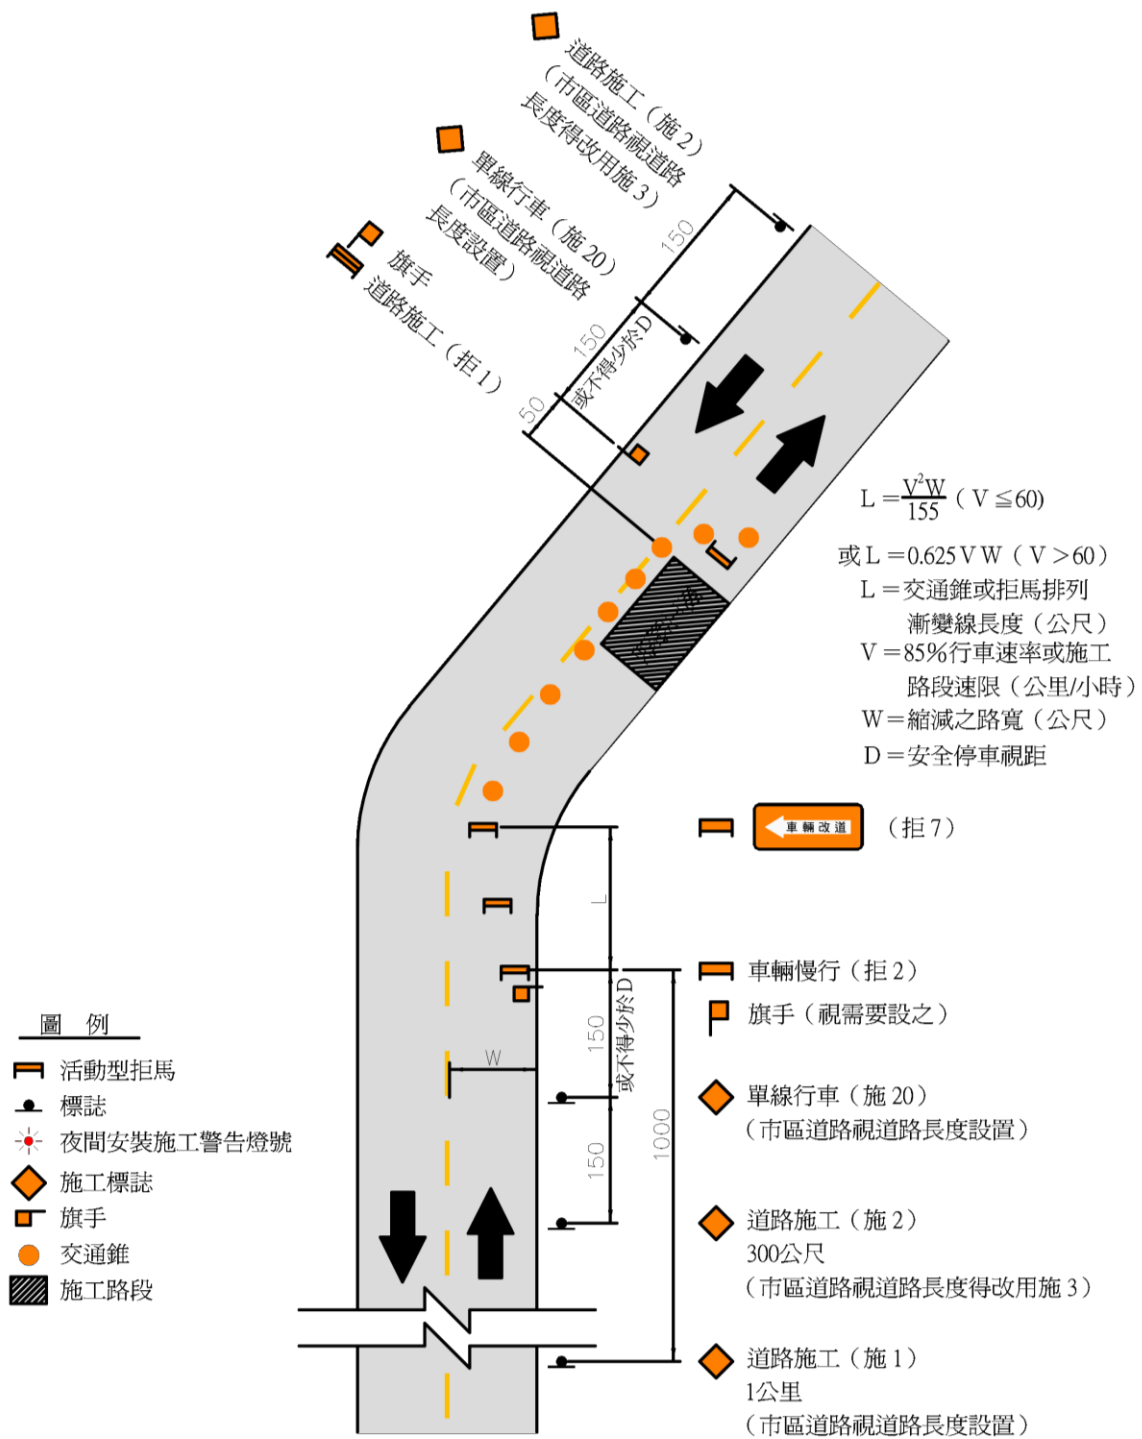 道路施工（施 2）
（市區道路視道路
長度得改用施 3）
單線行車（施 20）
（市區道路視道路
長度設置）
旗手
道路施工（拒 1）
150
150
或不得少於D
50
L＝V²W/155（V≦60)
或 L＝0.625 V W（V＞60）
L＝交通錐或拒馬排列
漸變線長度（公尺）
V＝85%行車速率或施工
路段速限（公里/小時）
W＝縮減之路寬（公尺）
D＝安全停車視距
車輛改道
（拒 7）
L
車輛慢行（拒 2）
旗手（視需要設之）
150
或不得少於D
W
單線行車（施 20）
（市區道路視道路長度設置）
150
1000
道路施工（施 2）
300公尺
（市區道路視道路長度得改用施 3）
道路施工（施 1）
1公里
（市區道路視道路長度設置）
圖 例
活動型拒馬
標誌
夜間安裝施工警告燈號
施工標誌
旗手
交通錐
施工路段